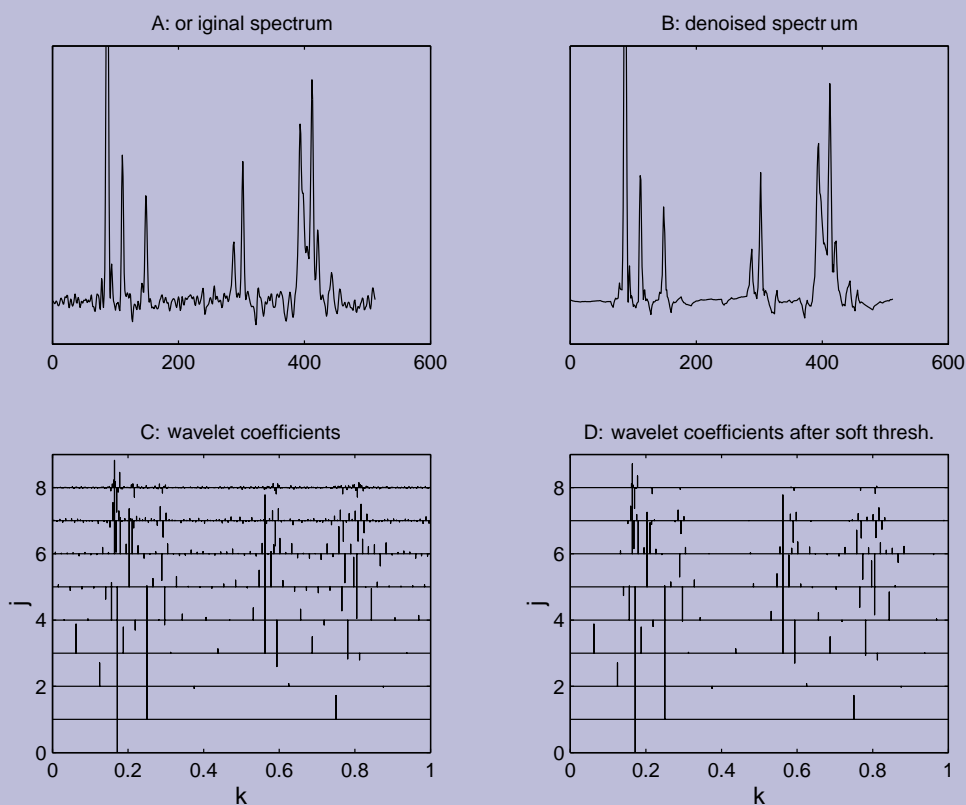 A: or iginal spectrum
B: denoised spectr um
0 200 400 600
0 200 400 600
C: wavelet coefficients
D: wavelet coefficients after soft thresh.
8
6
4
2
0
j
0 0.2 0.4 0.6 0.8 1
k
8
6
4
2
0
j
0 0.2 0.4 0.6 0.8 1
k